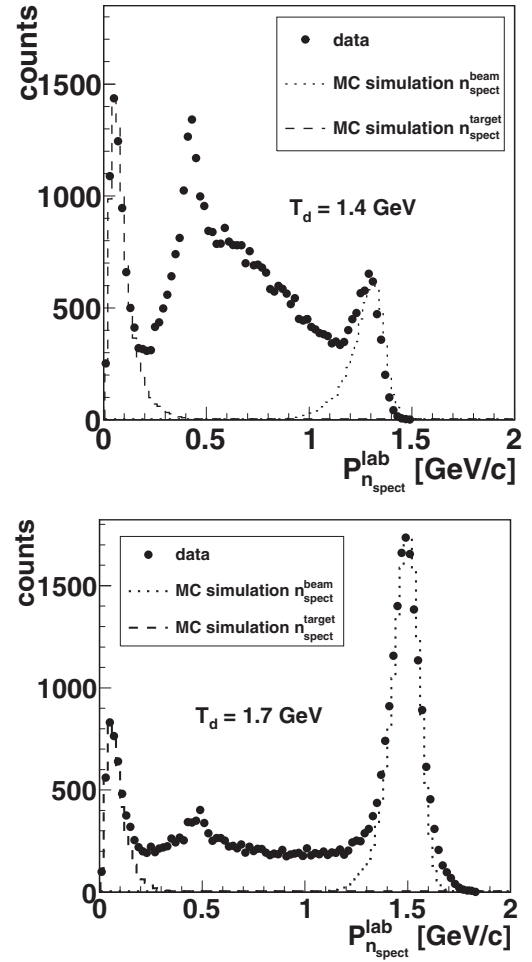 counts
1500
1000
500
0
data
MC simulation n^beam_spect
MC simulation n^target_spect
T_d = 1.4 GeV
0 0.5 1 1.5 2
P^lab_n_spect [GeV/c]
counts
1500
1000
500
0
data
MC simulation n^beam_spect
MC simulation n^target_spect
T_d = 1.7 GeV
0 0.5 1 1.5 2
P^lab_n_spect [GeV/c]